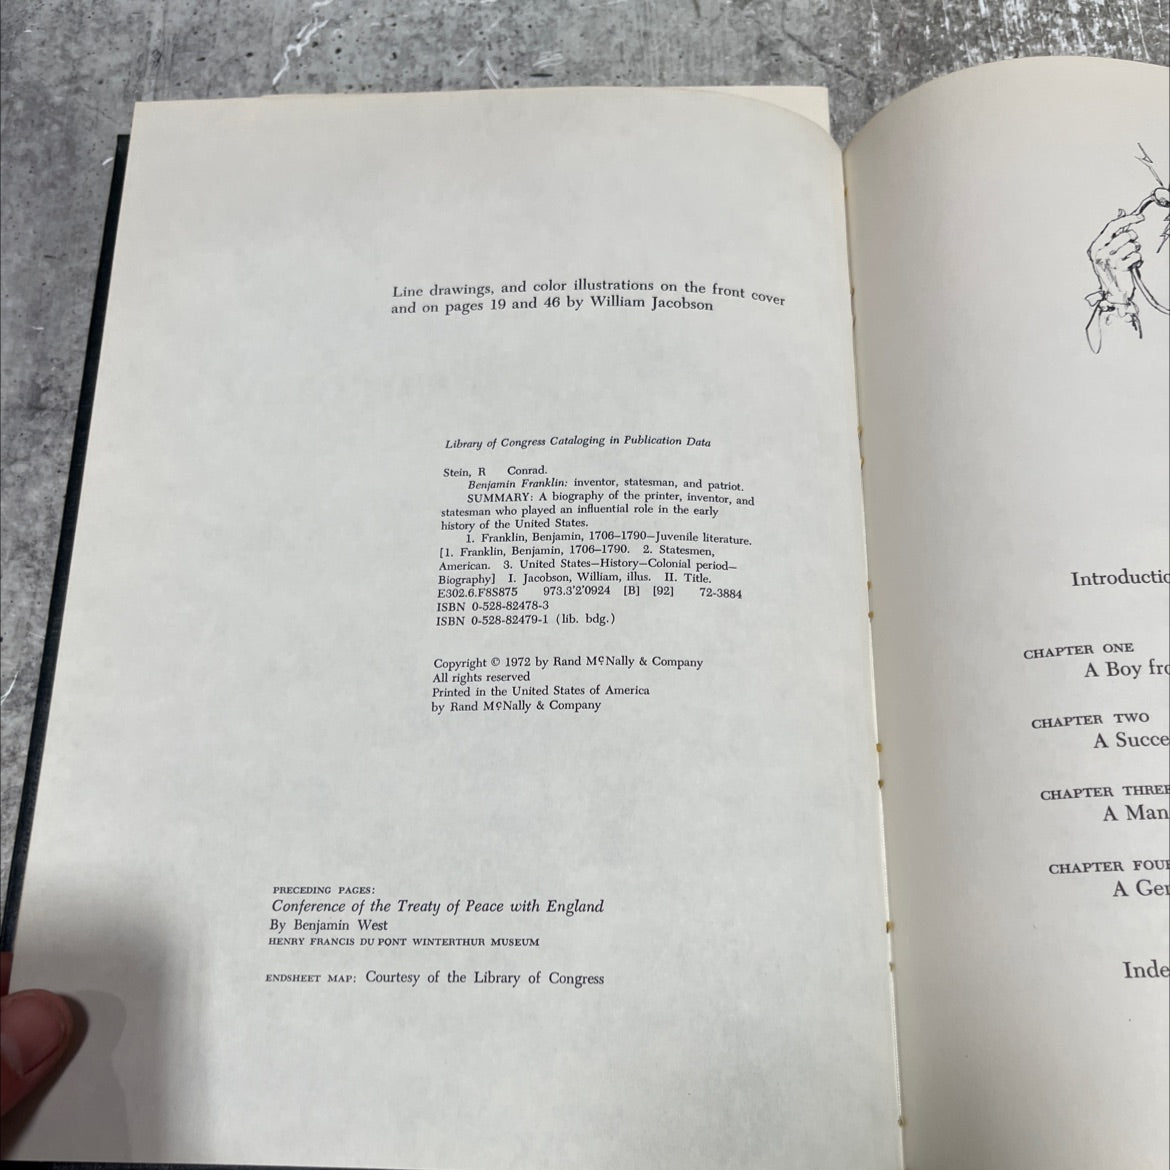 Line drawings, and color illustrations on the front cover
and on pages 19 and 46 by William Jacobson
Library of Congress Cataloging in Publication Data
Stein, R Conrad.
Benjamin Franklin: inventor, statesman, and patriot.
SUMMARY: A biography of the printer, inventor, and
statesman who played an influential role in the early
history of the United States.
1. Franklin, Benjamin, 1706–1790—Juvenile literature.
[1. Franklin, Benjamin, 1706–1790. 2. Statesmen,
American. 3. United States—History—Colonial period—
Biography] I. Jacobson, William, illus. II. Title.
E302.6.F8S875 973.3'2'0924 [B] [92] 72-3884
ISBN 0-528-82478-3
ISBN 0-528-82479-1 (lib. bdg.)
Copyright © 1972 by Rand McNally & Company
All rights reserved
Printed in the United States of America
by Rand McNally & Company
PRECEDING PAGES:
Conference of the Treaty of Peace with England
By Benjamin West
HENRY FRANCIS DU PONT WINTERTHUR MUSEUM
ENDSHEET MAP: Courtesy of the Library of Congress
Introductio
CHAPTER ONE
A Boy fro
CHAPTER TWO
A Succe
CHAPTER THREE
A Man
CHAPTER FOUR
A Ger
Inde